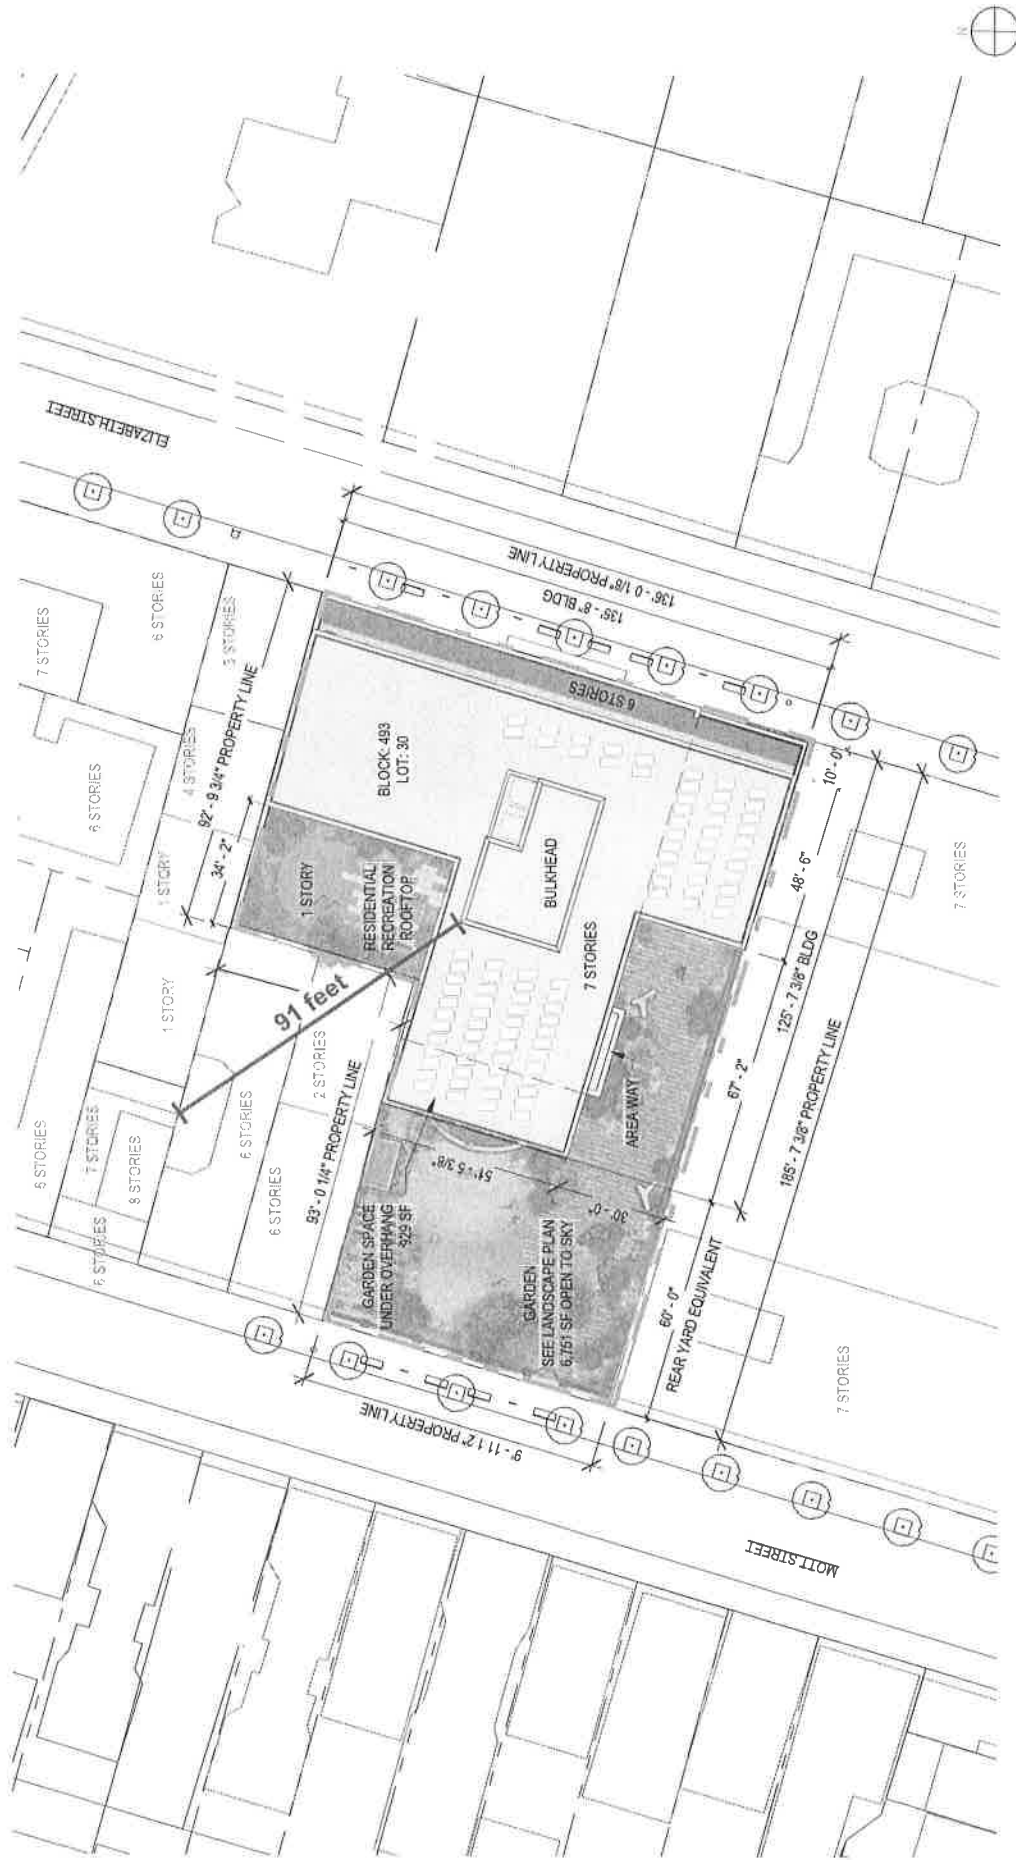 N
ELIZABETH STREET
7 STORIES
6 STORIES
3 STORIES
6 STORIES
4 STORIES
92' - 9 3/4" PROPERTY LINE
34' - 2"
1 STORY
1 STORY
6 STORIES
7 STORIES
8 STORIES
6 STORIES
6 STORIES
2 STORIES
6 STORIES
93' - 0 1/4" PROPERTY LINE
91 feet
136' - 0 1/8" PROPERTY LINE
135' - 8" BLDG
6 STORIES
BLOCK: 493
LOT: 30
1 STORY
RESIDENTIAL
RECREATION
ROOFTOP
BULKHEAD
7 STORIES
AREA WAY
10' - 0"
48' - 6"
125' - 7 3/8" BLDG
67' - 2"
185' - 7 3/8" PROPERTY LINE
51' - 5 3/8"
30' - 0"
GARDEN SPACE
UNDER OVERHANG
929 SF
GARDEN
SEE LANDSCAPE PLAN
6,751 SF OPEN TO SKY
60' - 0"
REAR YARD EQUIVALENT
7 STORIES
7 STORIES
9' - 11 1 2" PROPERTY LINE
MOTT STREET